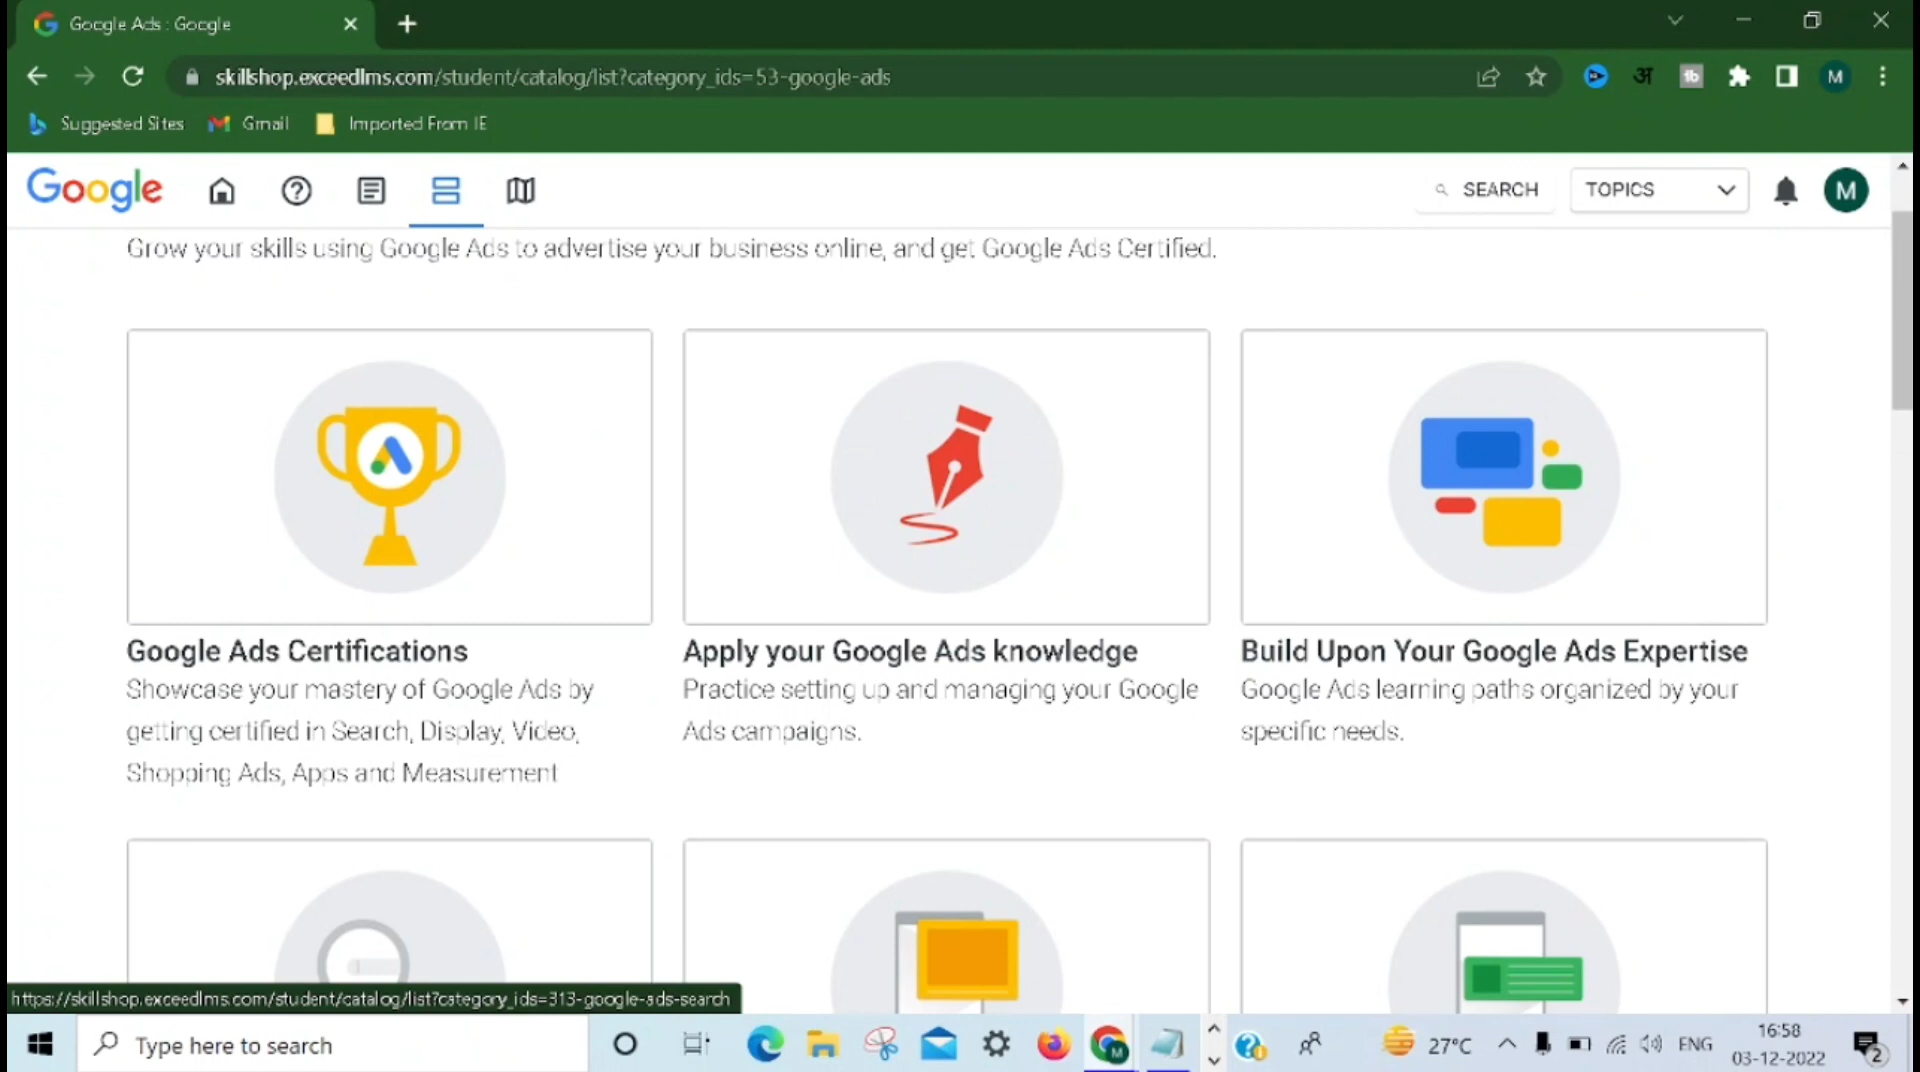 Google Ads : Google
skillshop.exceedlms.com/student/catalog/list?category_ids=53-google-ads
अ
M
Suggested Sites
Gmail
Imported From IE
Google
SEARCH
TOPICS
M
Grow your skills using Google Ads to advertise your business online, and get Google Ads Certified.
Google Ads Certifications
Showcase your mastery of Google Ads by
getting certified in Search, Display, Video,
Shopping Ads, Apps and Measurement
Apply your Google Ads knowledge
Practice setting up and managing your Google
Ads campaigns.
Build Upon Your Google Ads Expertise
Google Ads learning paths organized by your
specific needs.
https://skillshop.exceedlms.com/student/catalog/list?category_ids=313-google-ads-search
Type here to search
M
27°C
ENG
16:58
03-12-2022
2